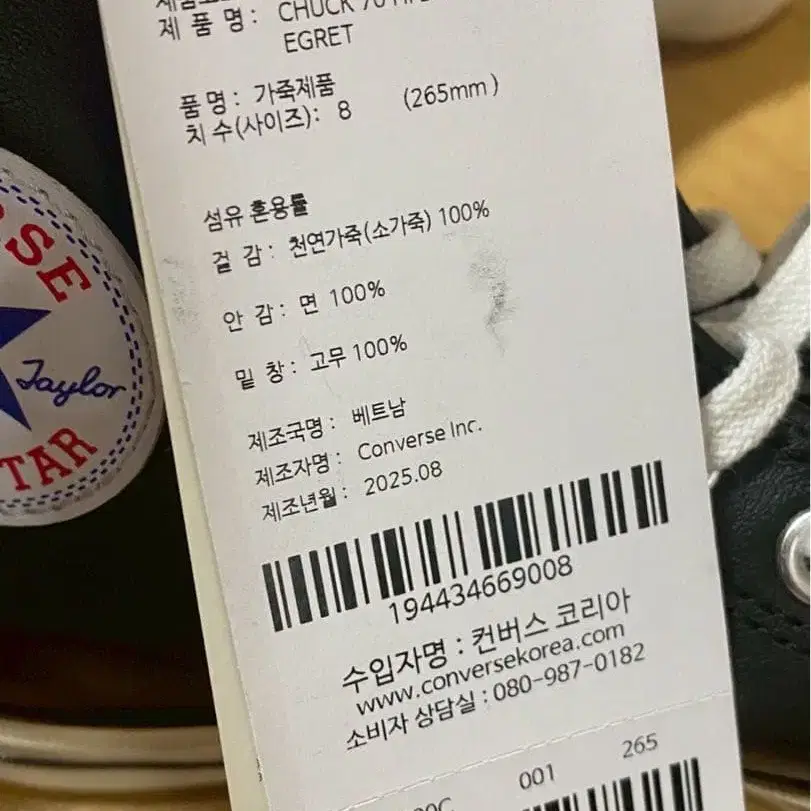 제 품 명 : CHUCK 70
EGRET
품 명 : 가죽제품
치 수(사이즈) : 8 (265mm)
섬유 혼용률
겉 감 : 천연가죽(소가죽) 100%
안 감 : 면 100%
밑 창 : 고무 100%
제조국명 : 베트남
제조자명 : Converse Inc.
제조년월 : 2025.08
194434669008
수입자명 : 컨버스 코리아
www.conversekorea.com
소비자 상담실 : 080-987-0182
001 265
Taylor
TAR